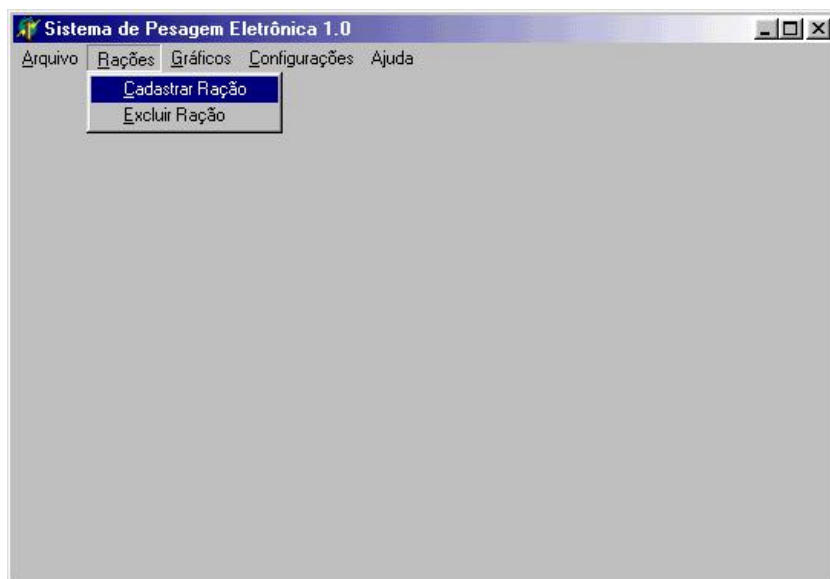 Sistema de Pesagem Eletrônica 1.0
Arquivo Rações Gráficos Configurações Ajuda
Cadastrar Ração
Excluir Ração